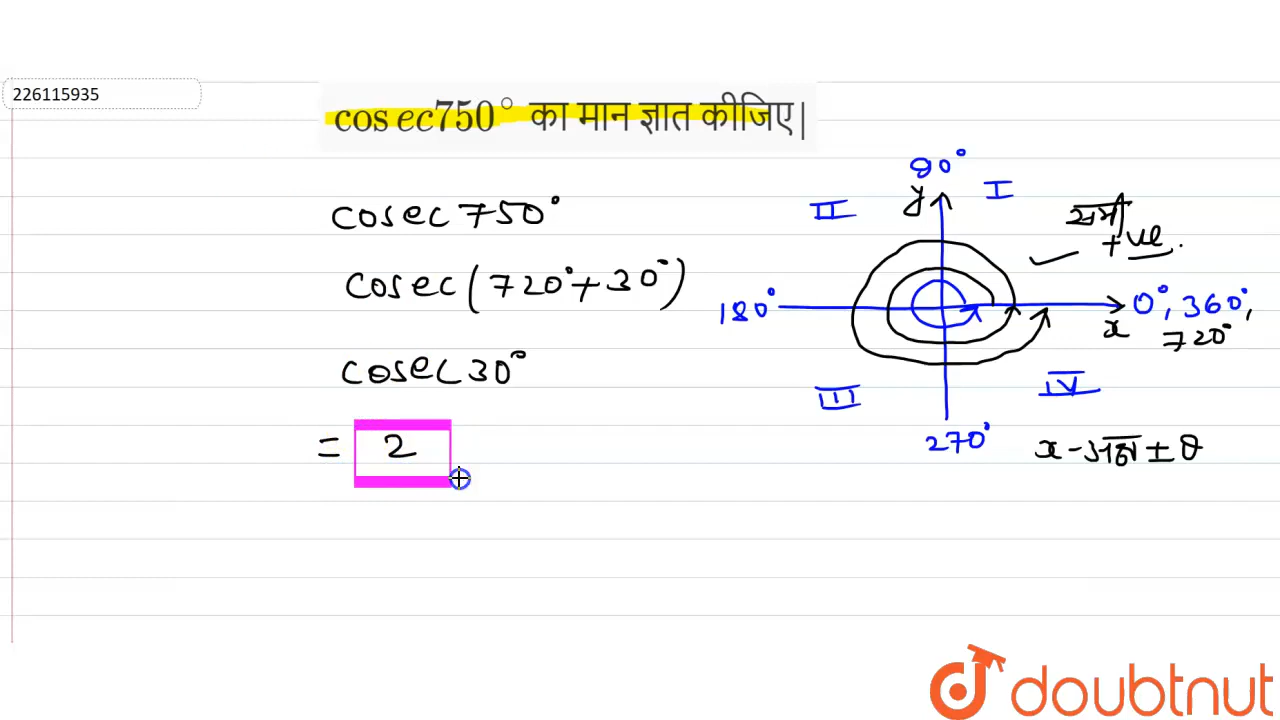 226115935
cosec750° का मान ज्ञात कीजिए|
cosec 750°
cosec (720° + 30°)
cosec 30°
= 2
90°
y
I
II
सभी
+ve.
180°
0°, 360°,
x
720°
III
IV
270°
x-अक्ष ± θ
doubtnut